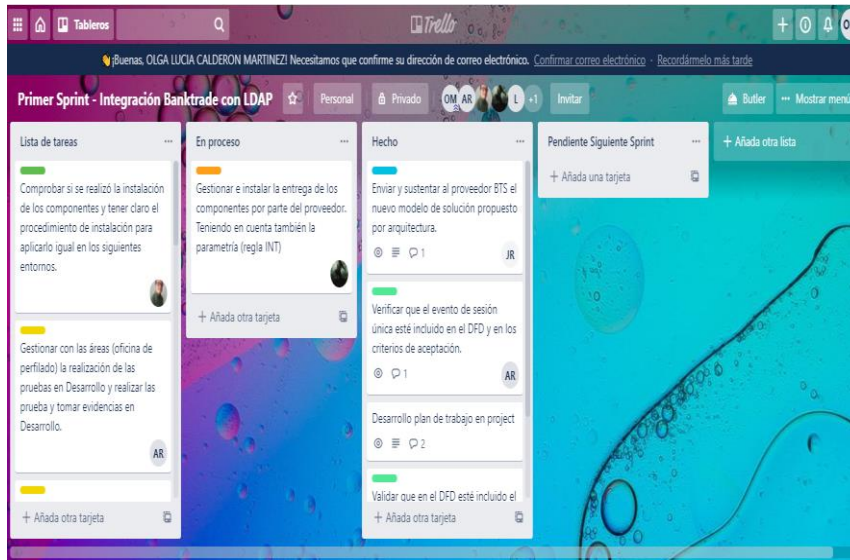 Tableros
Trello
¡Buenas, OLGA LUCIA CALDERON MARTINEZ! Necesitamos que confirme su dirección de correo electrónico. Confirmar correo electrónico · Recordármelo más tarde
Primer Sprint - Integración Banktrade con LDAP
Personal
Privado
OM AR L +1
Invitar
Butler
··· Mostrar menú
Lista de tareas
Comprobar si se realizó la instalación
de los componentes y tener claro el
procedimiento de instalación para
aplicarlo igual en los siguientes
entornos.
Gestionar con las áreas (oficina de
perfilado) la realización de las
pruebas en Desarrollo y realizar las
prueba y tomar evidencias en
Desarrollo.
AR
+ Añada otra tarjeta
En proceso
Gestionar e instalar la entrega de los
componentes por parte del proveedor.
Teniendo en cuenta también la
parametría (regla INT)
+ Añada otra tarjeta
Hecho
Enviar y sustentar al proveedor BTS el
nuevo modelo de solución propuesto
por arquitectura.
1
JR
Verificar que el evento de sesión
única esté incluido en el DFD y en los
criterios de aceptación.
1
AR
Desarrollo plan de trabajo en project
2
Validar que en el DFD esté incluido el
+ Añada otra tarjeta
Pendiente Siguiente Sprint
+ Añada una tarjeta
+ Añada otra lista